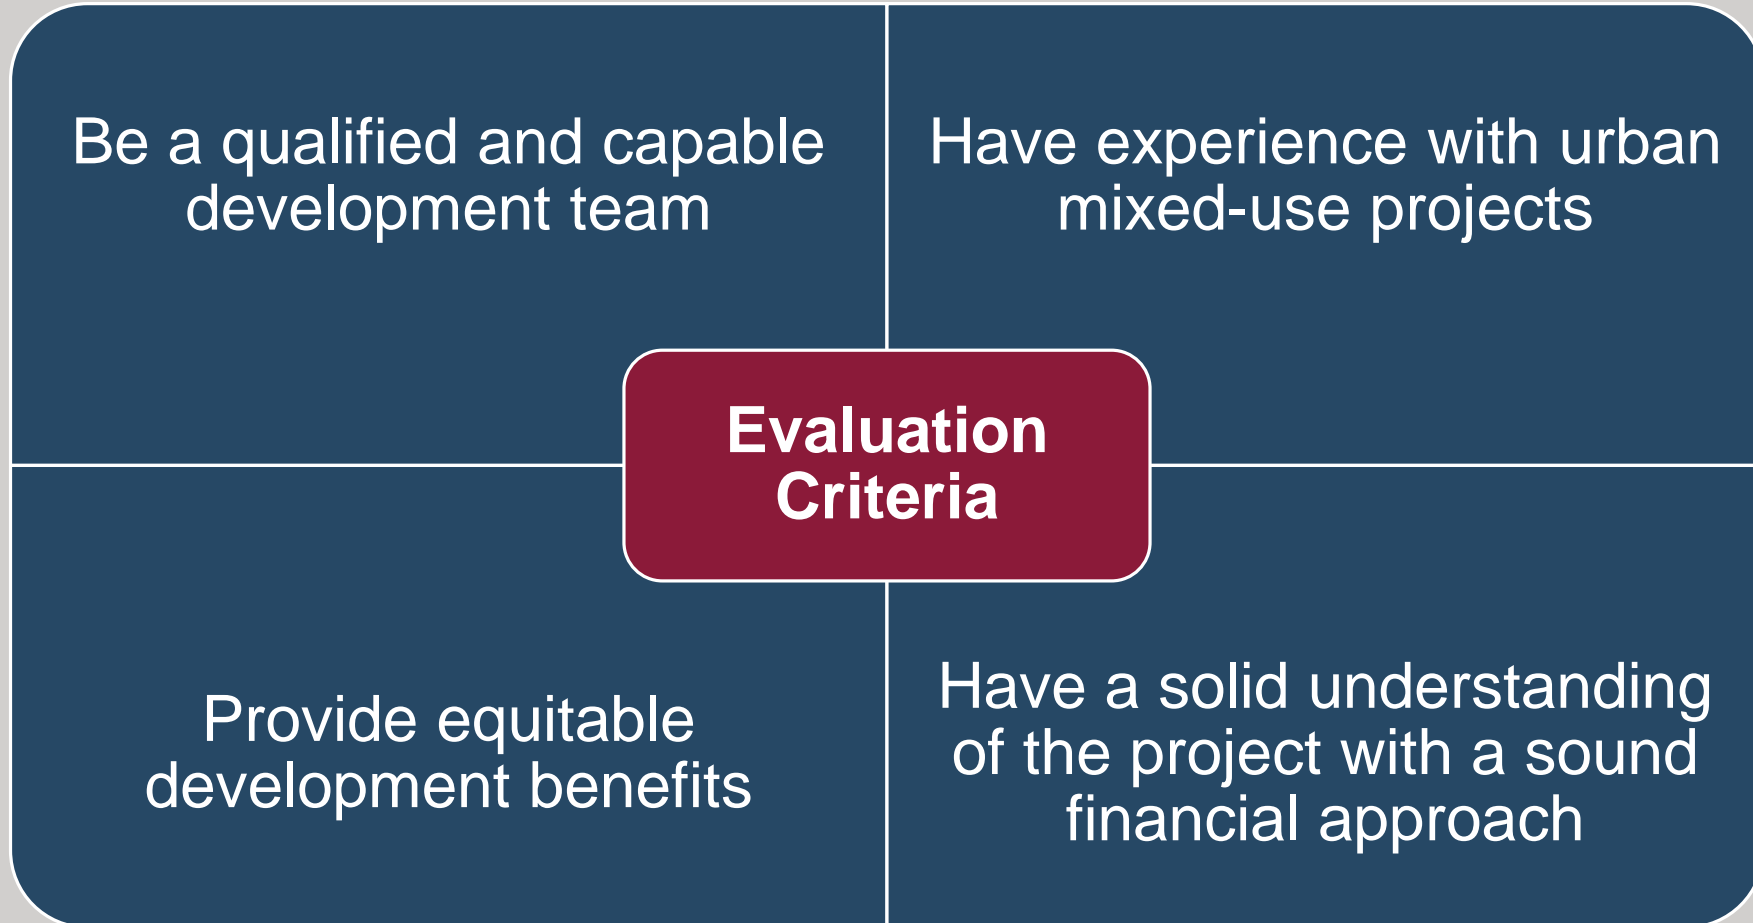 Be a qualified and capable
development team
Have experience with urban
mixed-use projects
Evaluation
Criteria
Provide equitable
development benefits
Have a solid understanding
of the project with a sound
financial approach